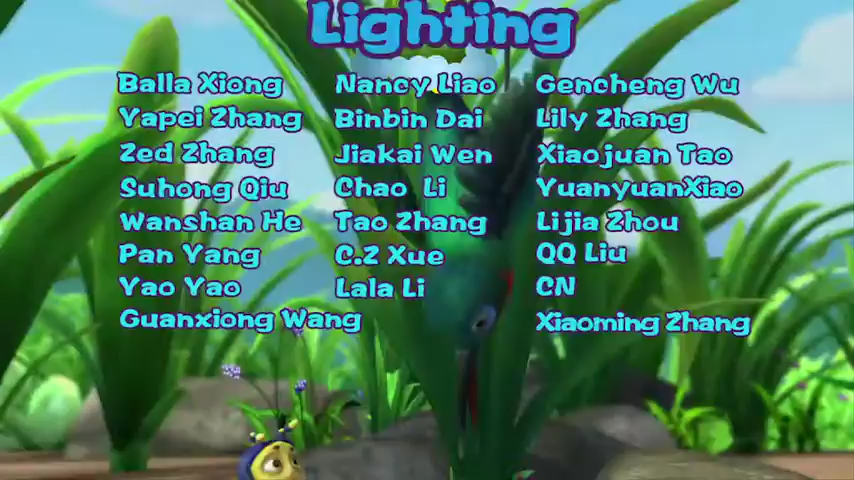 Lighting
Balla Xiong Nancy Liao Gencheng Wu
Yapei Zhang Binbin Dai Lily Zhang
Zed Zhang Jiakai Wen Xiaojuan Tao
Suhong Qiu Chao Li YuanyuanXiao
Wanshan He Tao Zhang Lijia Zhou
Pan Yang C.Z Xue QQ Liu
Yao Yao Lala Li CN
Guanxiong Wang Xiaoming Zhang